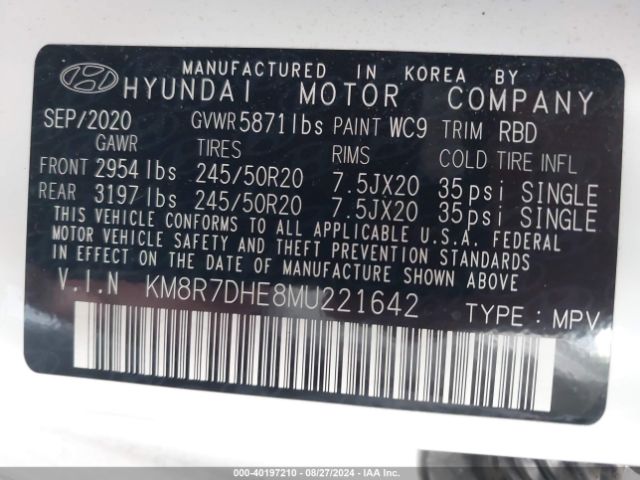 MANUFACTURED IN KOREA BY
HYUNDAI MOTOR COMPANY
SEP/2020 GVWR 5871lbs PAINT WC9 TRIM RBD
GAWR TIRES RIMS COLD TIRE INFL
FRONT 2954lbs 245/50R20 7.5JX20 35psi SINGLE
REAR 3197lbs 245/50R20 7.5JX20 35psi SINGLE
THIS VEHICLE CONFORMS TO ALL APPLICABLE U.S.A. FEDERAL
MOTOR VEHICLE SAFETY AND THEFT PREVENTION STANDARDS
IN EFFECT ON THE DATE OF MANUFACTURE SHOWN ABOVE
V.I.N KM8R7DHE8MU221642 TYPE : MPV
000-40197210 - 08/27/2024 - IAAI.COM